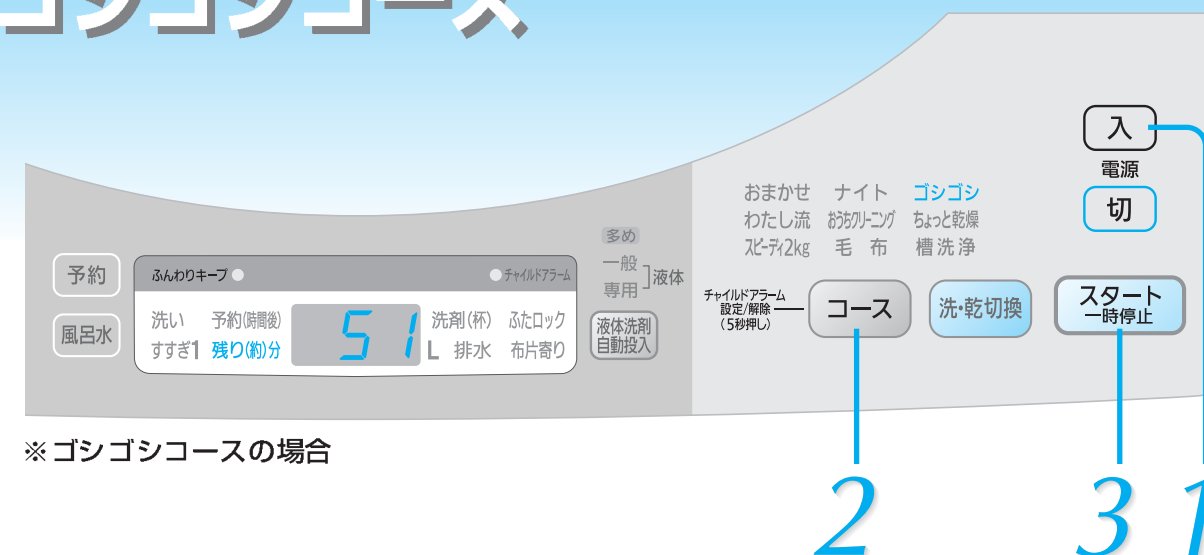 ゴシゴシコース
入
電源
切
おまかせ ナイト ゴシゴシ
わたし流 おうちクリーニング ちょっと乾燥
スピーディ2kg 毛布 槽洗浄
多め
一般
専用
液体
液体洗剤
自動投入
予約
風呂水
ふんわりキープ
チャイルドアラーム
洗い 予約(時間後) 51 洗剤(杯) ふたロック
すすぎ1 残り(約)分 L 排水 布片寄り
チャイルドアラーム
設定/解除
(5秒押し)
コース
洗・乾切換
スタート
一時停止
※ゴシゴシコースの場合
2 3 1